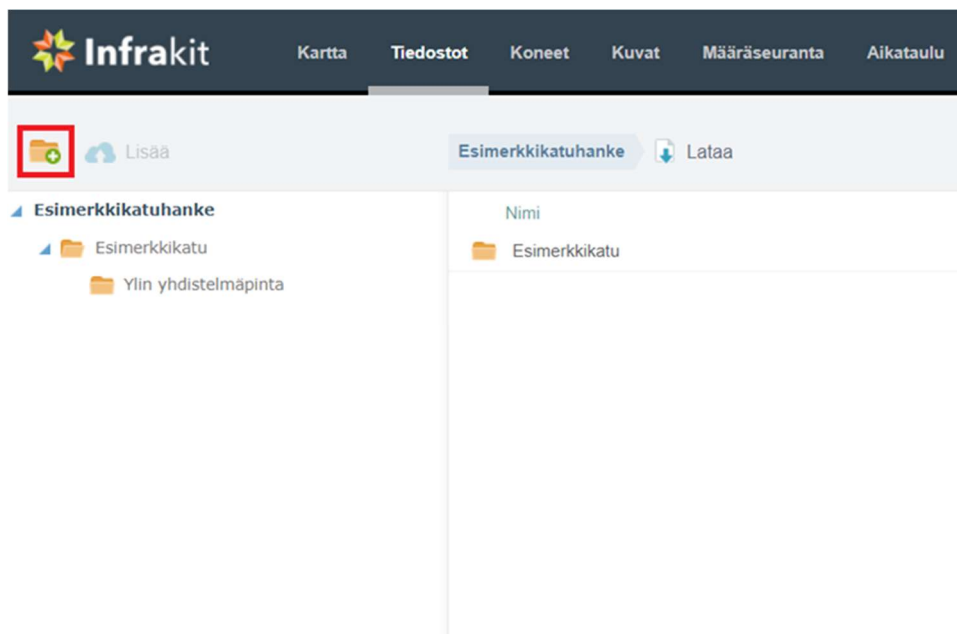 Infrakit Kartta Tiedostot Koneet Kuvat Määräseuranta Aikataulu
Lisää Esimerkkikatuhanke Lataa
Esimerkkikatuhanke
Esimerkkikatu
Ylin yhdistelmäpinta
Nimi
Esimerkkikatu